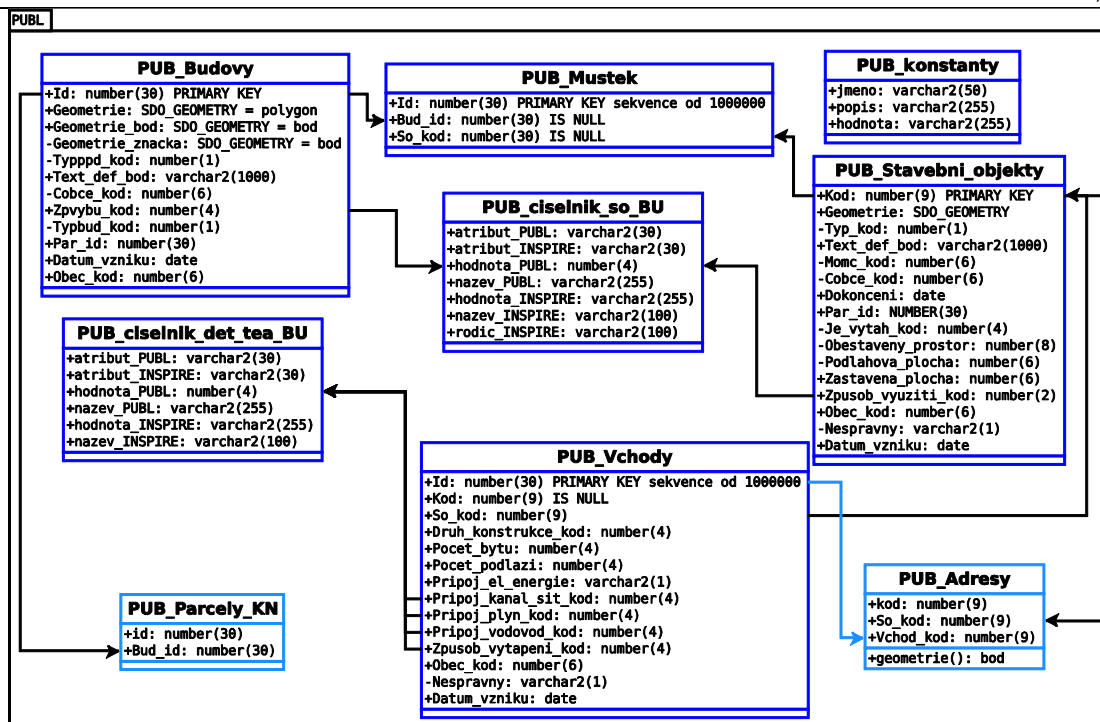 PUBL
PUB_Budovy
+Id: number(30) PRIMARY KEY
+Geometrie: SDO_GEOMETRY = polygon
+Geometrie_bod: SDO_GEOMETRY = bod
-Geometrie_znacka: SDO_GEOMETRY = bod
-Typppd_kod: number(1)
+Text_def_bod: varchar2(1000)
-Cobce_kod: number(6)
+Zpvybu_kod: number(4)
-Typbud_kod: number(1)
+Par_id: number(30)
+Datum_vzniku: date
+Obec_kod: number(6)
PUB_Mustek
+Id: number(30) PRIMARY KEY sekvence od 1000000
+Bud_id: number(30) IS NULL
+So_kod: number(30) IS NULL
PUB_konstanty
+jmeno: varchar2(50)
+popis: varchar2(255)
+hodnota: varchar2(255)
PUB_Stavebni_objekty
+Kod: number(9) PRIMARY KEY
+Geometrie: SDO_GEOMETRY
-Typ_kod: number(1)
+Text_def_bod: varchar2(1000)
-Momc_kod: number(6)
-Cobce_kod: number(6)
+Dokonceni: date
+Par_id: NUMBER(30)
-Je_vytah_kod: number(4)
-Obestaveny_prostor: number(8)
-Podlahova_plocha: number(6)
+Zastavena_plocha: number(6)
+Zpusob_vyuziti_kod: number(2)
+Obec_kod: number(6)
-Nespravny: varchar2(1)
+Datum_vzniku: date
PUB_ciselnik_so_BU
+atribut_PUBL: varchar2(30)
+atribut_INSPIRE: varchar2(30)
+hodnota_PUBL: number(4)
+nazev_PUBL: varchar2(255)
+hodnota_INSPIRE: varchar2(255)
+nazev_INSPIRE: varchar2(100)
+rodic_INSPIRE: varchar2(100)
PUB_ciselnik_det_tea_BU
+atribut_PUBL: varchar2(30)
+atribut_INSPIRE: varchar2(30)
+hodnota_PUBL: number(4)
+nazev_PUBL: varchar2(255)
+hodnota_INSPIRE: varchar2(255)
+nazev_INSPIRE: varchar2(100)
PUB_Vchody
+Id: number(30) PRIMARY KEY sekvence od 1000000
+Kod: number(9) IS NULL
+So_kod: number(9)
+Druh_konstrukce_kod: number(4)
+Pocet_bytu: number(4)
+Pocet_podlazi: number(4)
+Pripoj_el_energie: varchar2(1)
+Pripoj_kanal_sit_kod: number(4)
+Pripoj_plyn_kod: number(4)
+Pripoj_vodovod_kod: number(4)
+Zpusob_vytapeni_kod: number(4)
+Obec_kod: number(6)
-Nespravny: varchar2(1)
+Datum_vzniku: date
PUB_Parcely_KN
+id: number(30)
+Bud_id: number(30)
PUB_Adresy
+kod: number(9)
+So_kod: number(9)
+Vchod_kod: number(9)
+geometrie(): bod